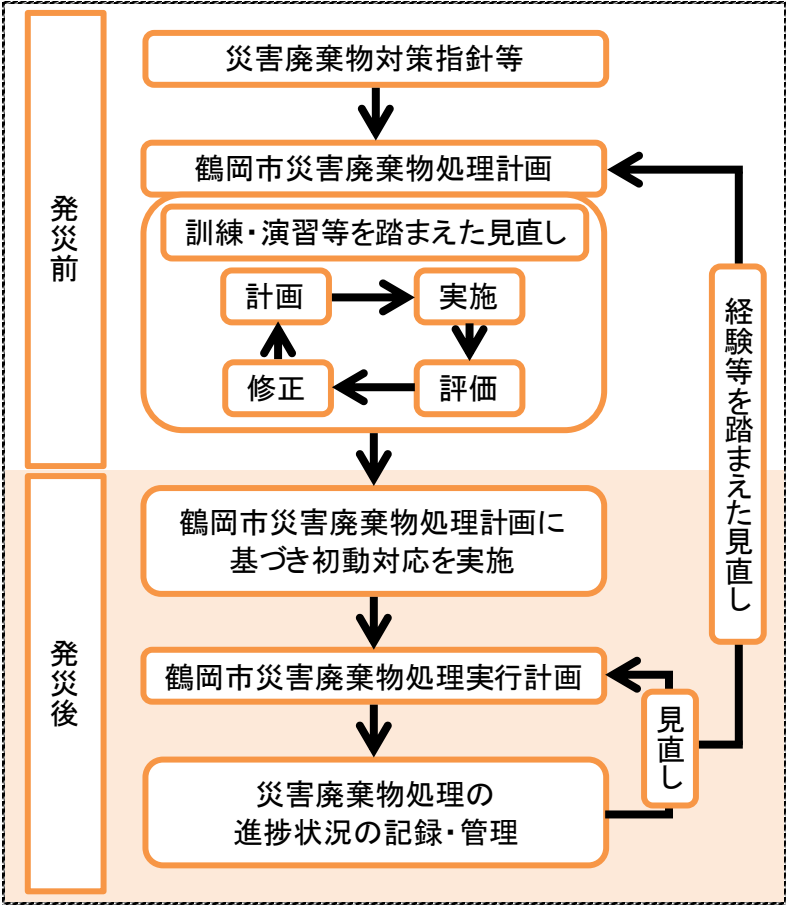 発災前
災害廃棄物対策指針等
鶴岡市災害廃棄物処理計画
訓練・演習等を踏まえた見直し
計画
実施
修正
評価
経験等を踏まえた見直し
発災後
鶴岡市災害廃棄物処理計画に
基づき初動対応を実施
鶴岡市災害廃棄物処理実行計画
見直し
災害廃棄物処理の
進捗状況の記録・管理